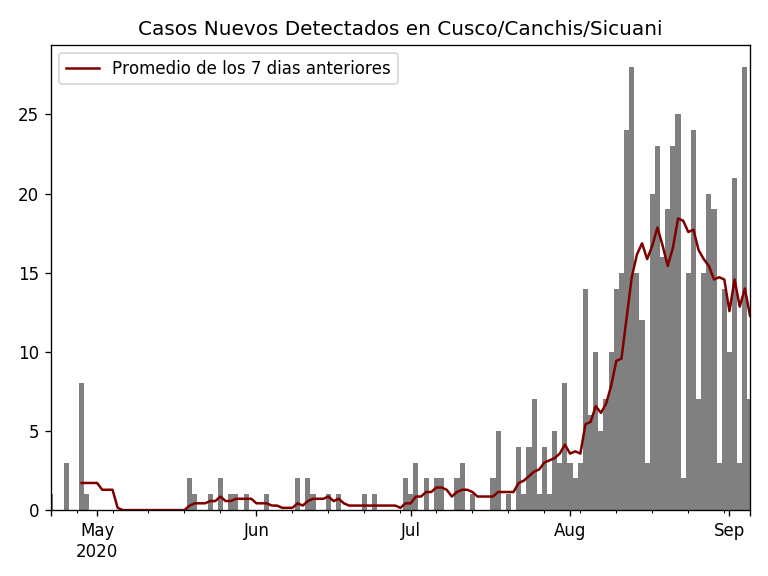 Casos Nuevos Detectados en Cusco/Canchis/Sicuani
Promedio de los 7 dias anteriores
25
20
15
10
5
0
May Jun Jul Aug Sep
2020